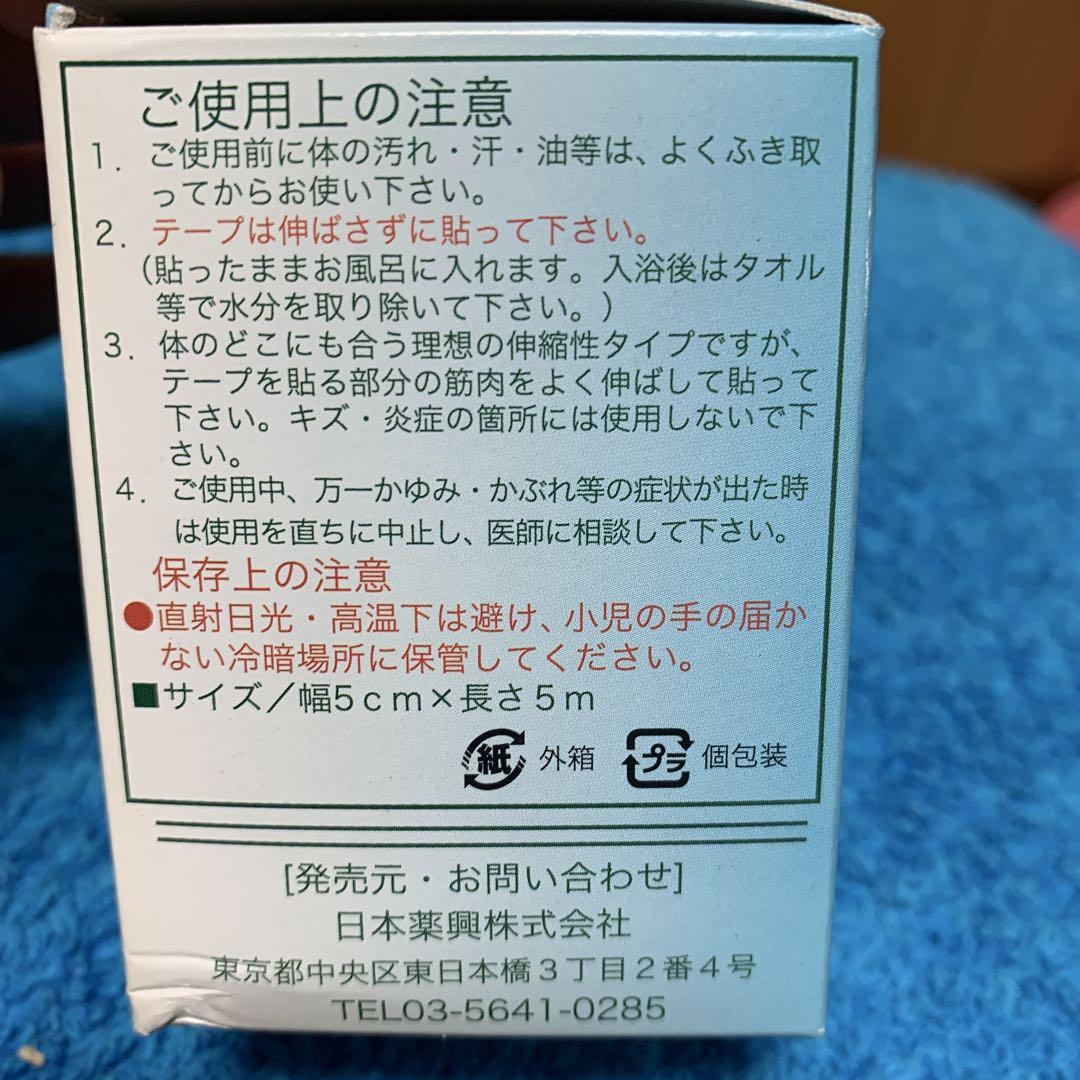 ご使用上の注意
1. ご使用前に体の汚れ・汗・油等は、よくふき取
ってからお使い下さい。
2. テープは伸ばさずに貼って下さい。
(貼ったままお風呂に入れます。入浴後はタオル
等で水分を取り除いて下さい。)
3. 体のどこにも合う理想の伸縮性タイプですが、
テープを貼る部分の筋肉をよく伸ばして貼って
下さい。キズ・炎症の箇所には使用しないで下
さい。
4. ご使用中、万一かゆみ・かぶれ等の症状が出た時
は使用を直ちに中止し、医師に相談して下さい。
保存上の注意
●直射日光・高温下は避け、小児の手の届か
ない冷暗場所に保管してください。
■サイズ/幅5cm×長さ5m
紙 外箱 プラ 個包装
[発売元・お問い合わせ]
日本薬興株式会社
東京都中央区東日本橋3丁目2番4号
TEL03-5641-0285